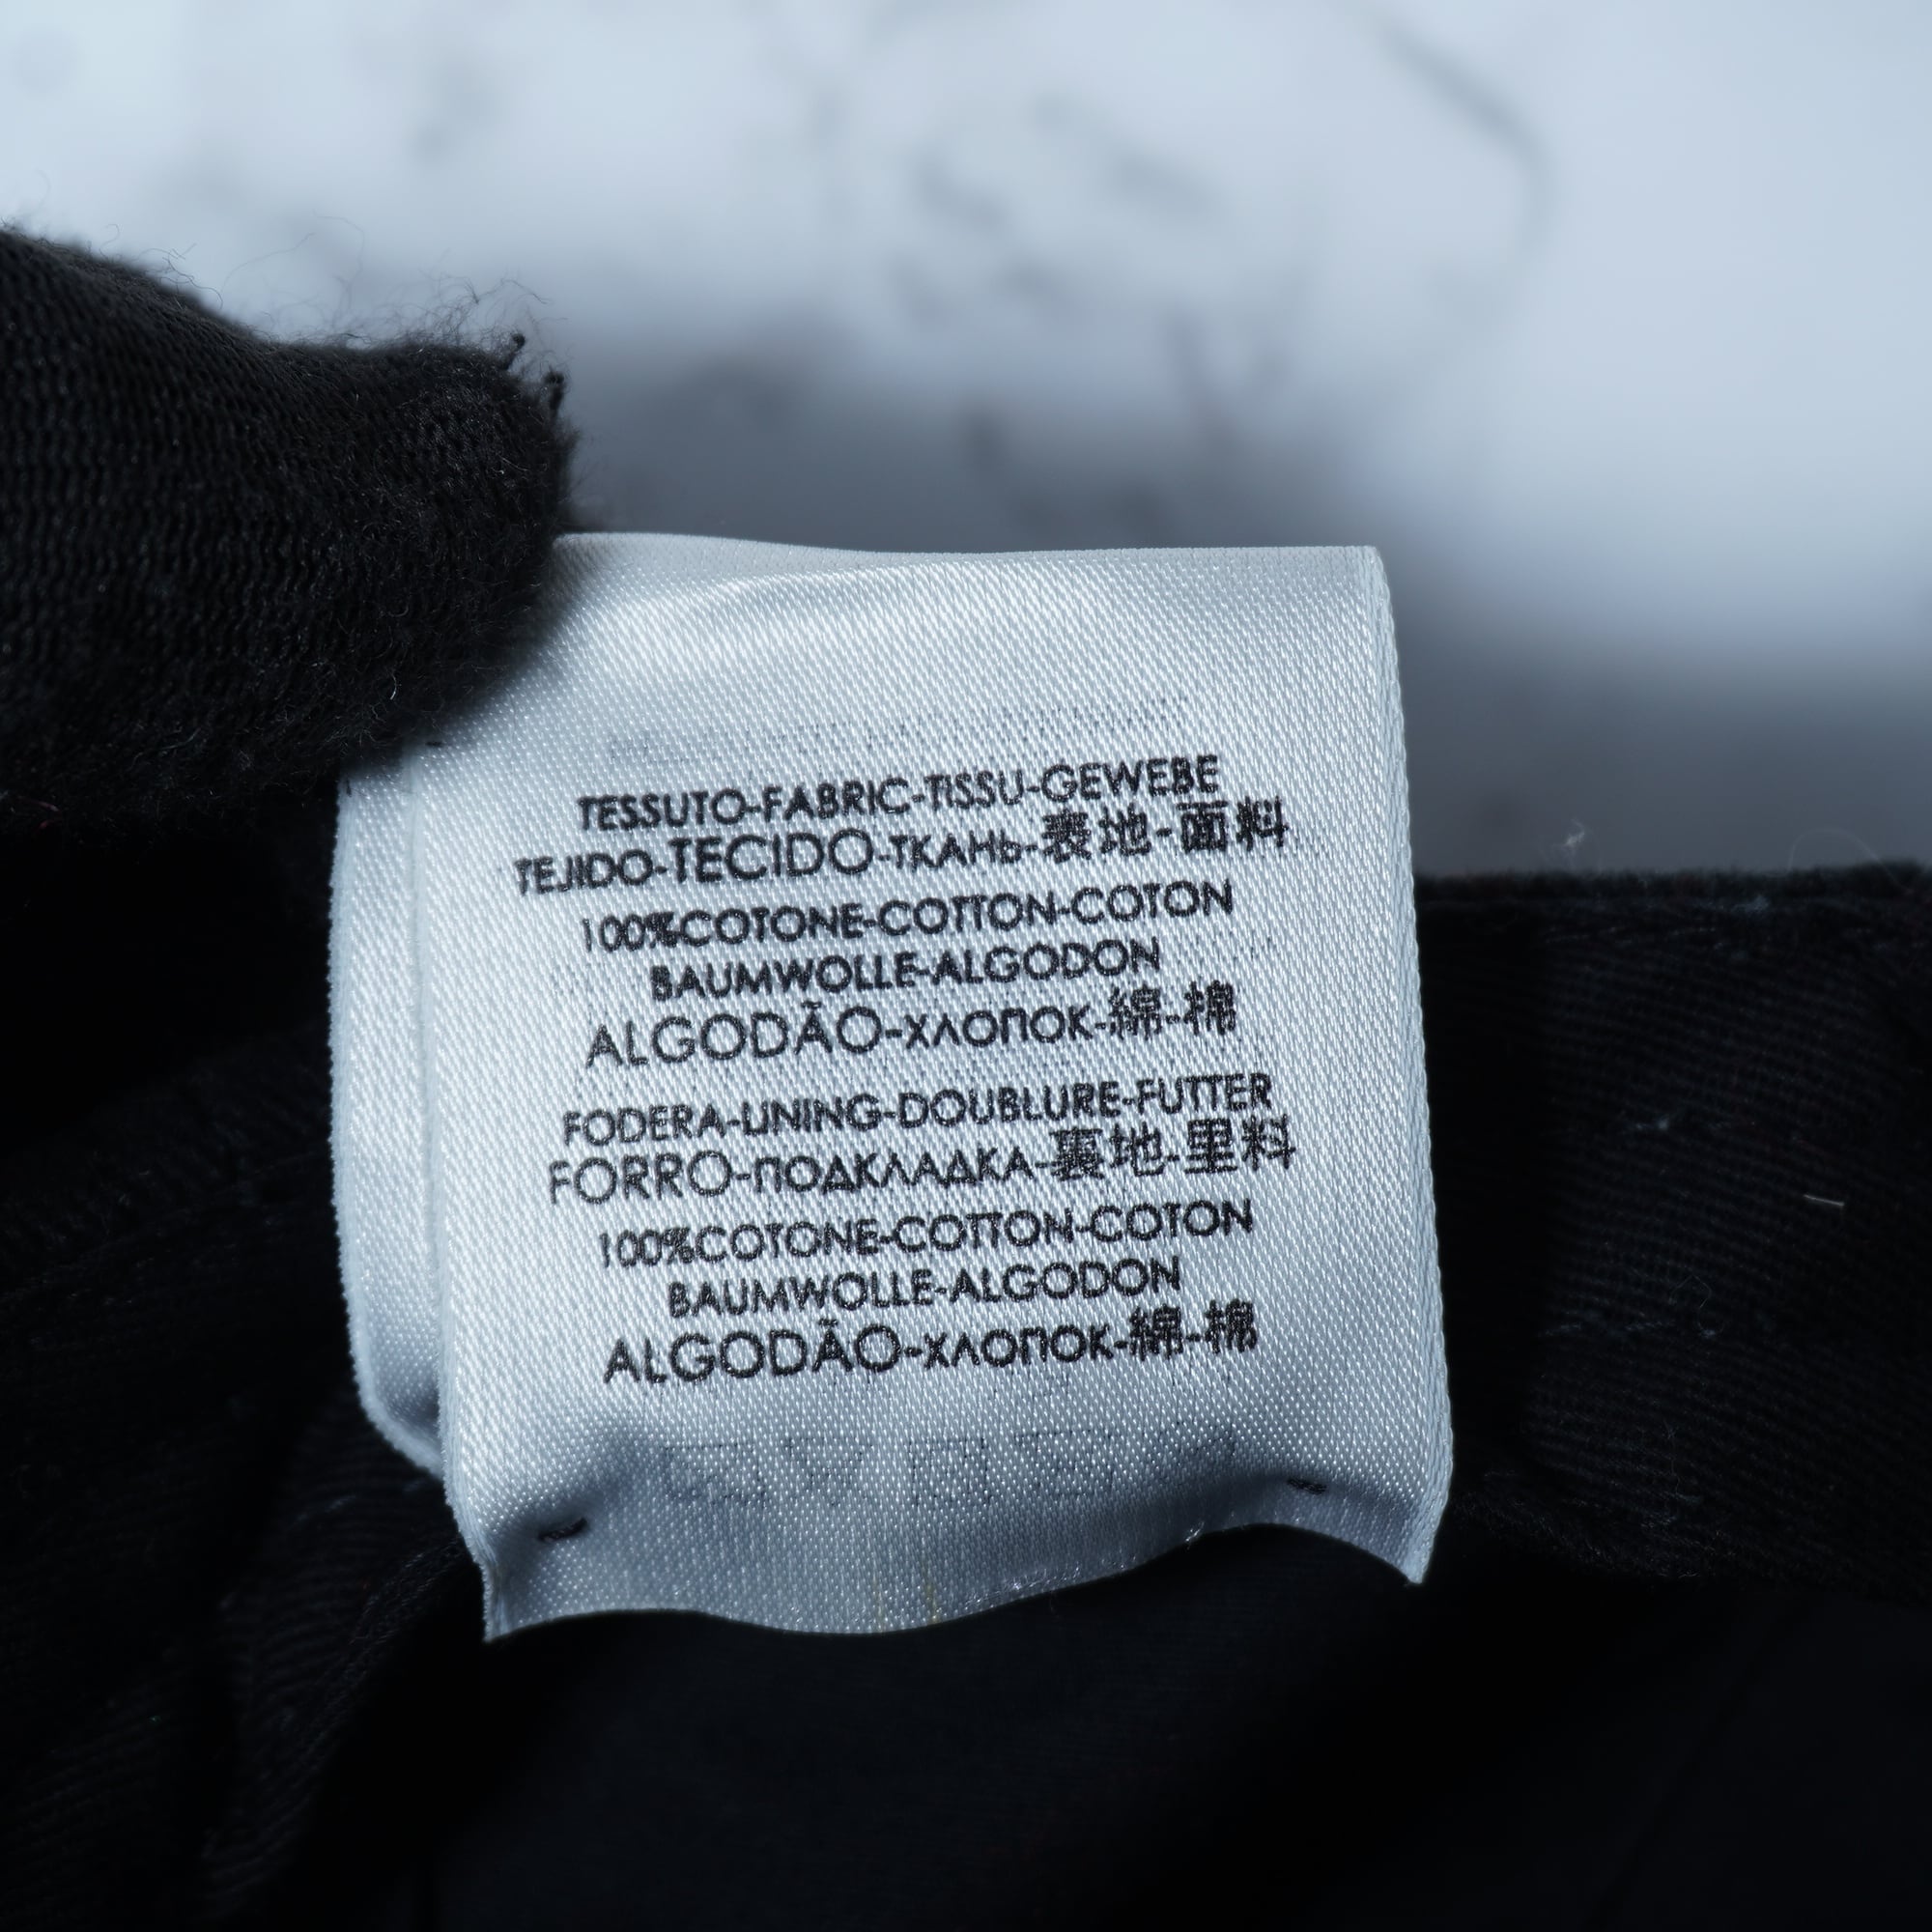 TESSUTO-FABRIC-TISSU-GEWEBE
TEJIDO-TECIDO-ТКАНЬ-表地-面料
100%COTONE-COTTON-COTON
BAUMWOLLE-ALGODON
ALGODÃO-ХЛОПОК-綿-棉
FODERA-LINING-DOUBLURE-FUTTER
FORRO-ПОДКЛАДКА-裏地-里料
100%COTONE-COTTON-COTON
BAUMWOLLE-ALGODON
ALGODÃO-ХЛОПОК-綿-棉